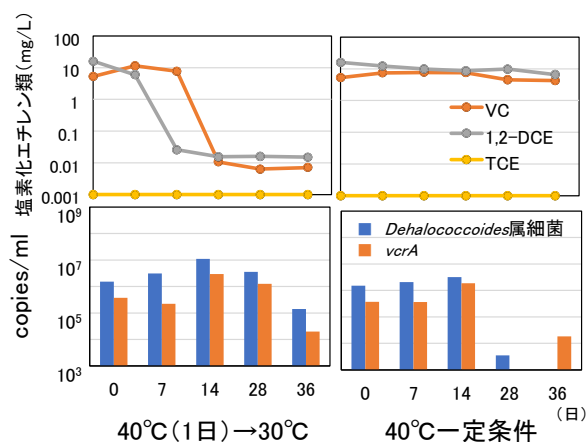 塩素化エチレン類(mg/L)
100
10
1
0.1
0.01
0.001
VC
1,2-DCE
TCE
copies/ml
10⁹
10⁷
10⁵
10³
Dehalococcoides属細菌
vcrA
0 7 14 28 36
0 7 14 28 36
(日)
40℃(1日)→30℃
40℃一定条件